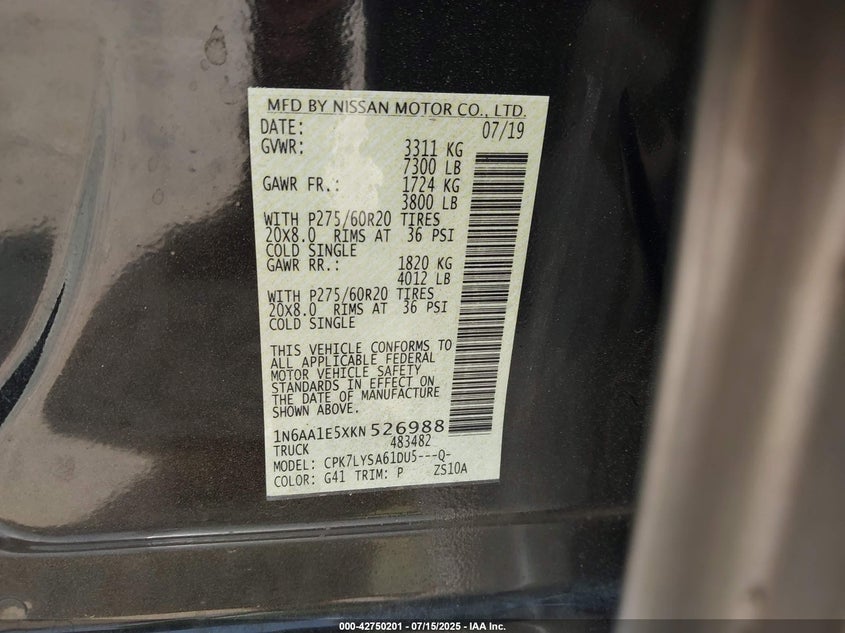 MFD BY NISSAN MOTOR CO., LTD.
DATE: 07/19
GVWR: 3311 KG
7300 LB
GAWR FR.: 1724 KG
3800 LB
WITH P275/60R20 TIRES
20X8.0 RIMS AT 36 PSI
COLD SINGLE
GAWR RR.: 1820 KG
4012 LB
WITH P275/60R20 TIRES
20X8.0 RIMS AT 36 PSI
COLD SINGLE
THIS VEHICLE CONFORMS TO
ALL APPLICABLE FEDERAL
MOTOR VEHICLE SAFETY
STANDARDS IN EFFECT ON
THE DATE OF MANUFACTURE
SHOWN ABOVE.
1N6AA1E5XKN526988
TRUCK 483482
MODEL: CPK7LYSA61DU5---Q-
COLOR: G41 TRIM: P ZS10A
000-42750201 - 07/15/2025 - IAA Inc.